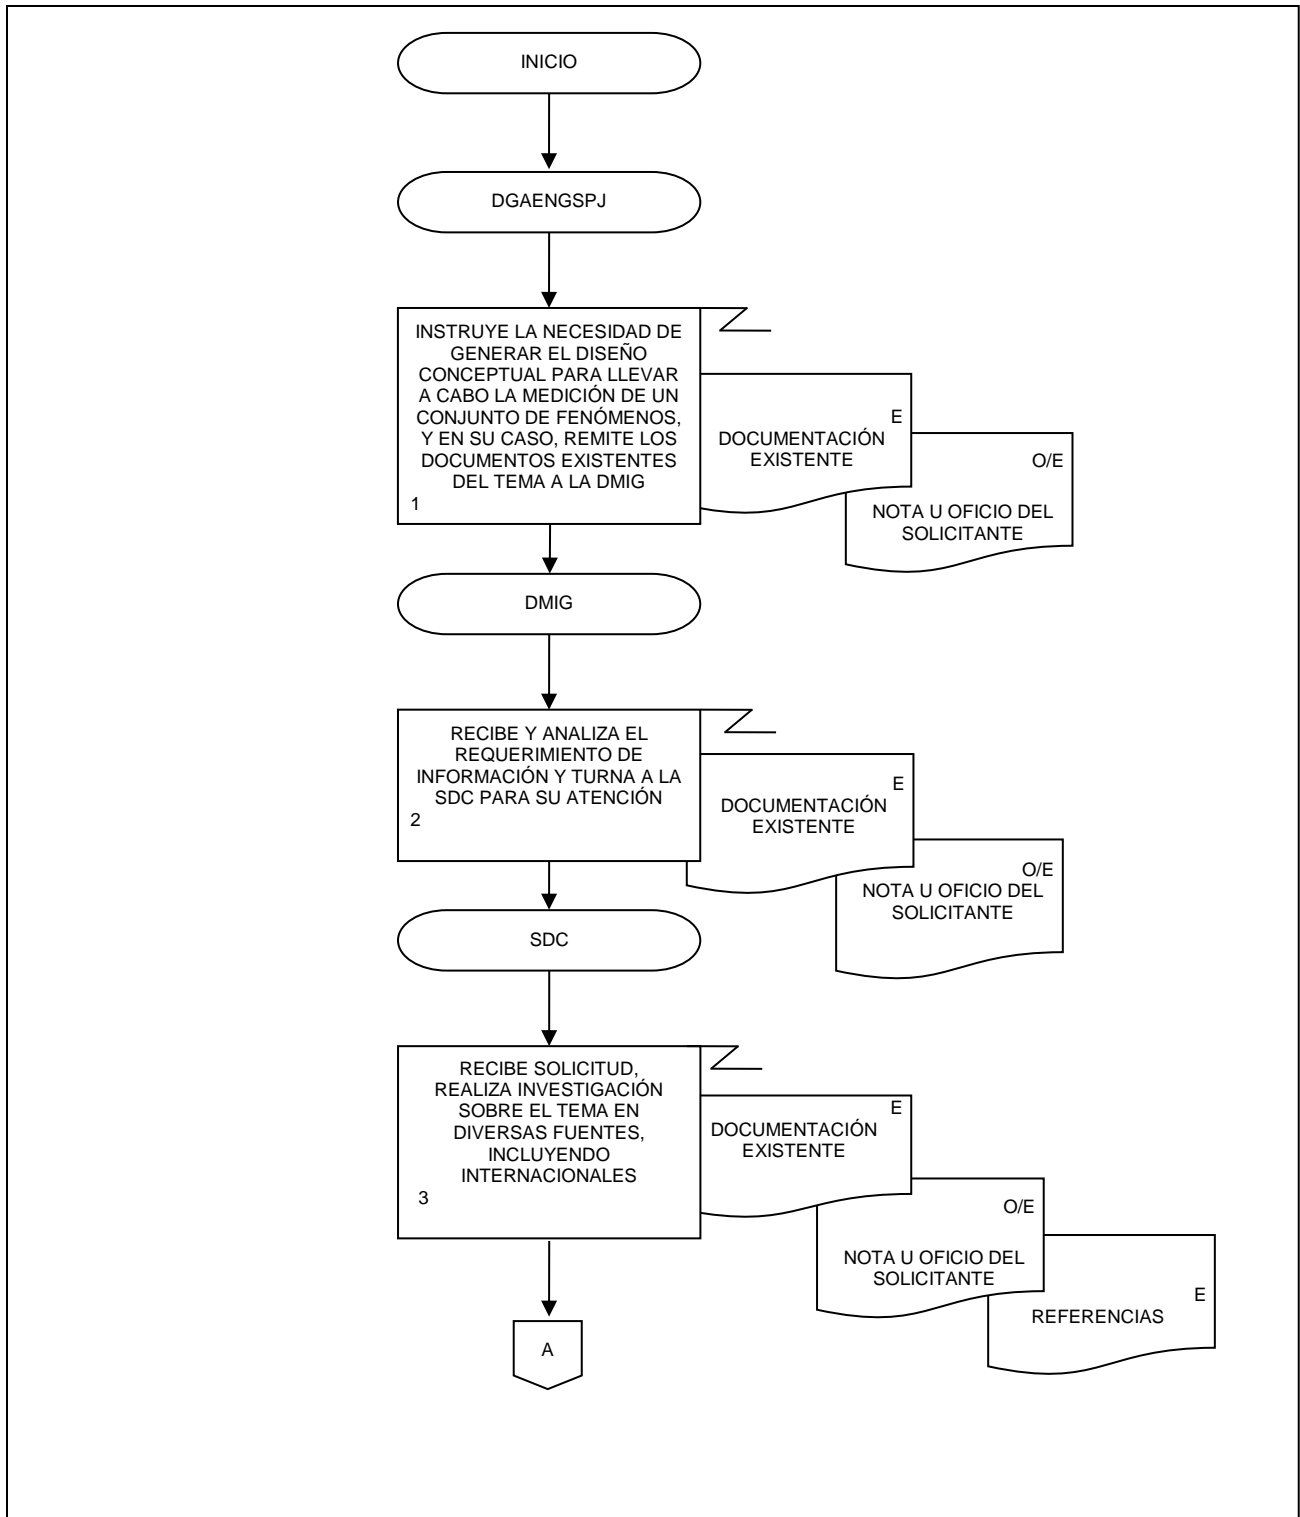 INICIO
DGAENGSPJ
INSTRUYE LA NECESIDAD DE
GENERAR EL DISEÑO
CONCEPTUAL PARA LLEVAR
A CABO LA MEDICIÓN DE UN
CONJUNTO DE FENÓMENOS,
Y EN SU CASO, REMITE LOS
DOCUMENTOS EXISTENTES
DEL TEMA A LA DMIG
1
E
DOCUMENTACIÓN
EXISTENTE
O/E
NOTA U OFICIO DEL
SOLICITANTE
DMIG
RECIBE Y ANALIZA EL
REQUERIMIENTO DE
INFORMACIÓN Y TURNA A LA
SDC PARA SU ATENCIÓN
2
E
DOCUMENTACIÓN
EXISTENTE
O/E
NOTA U OFICIO DEL
SOLICITANTE
SDC
RECIBE SOLICITUD,
REALIZA INVESTIGACIÓN
SOBRE EL TEMA EN
DIVERSAS FUENTES,
INCLUYENDO
INTERNACIONALES
3
E
DOCUMENTACIÓN
EXISTENTE
O/E
NOTA U OFICIO DEL
SOLICITANTE
E
REFERENCIAS
A